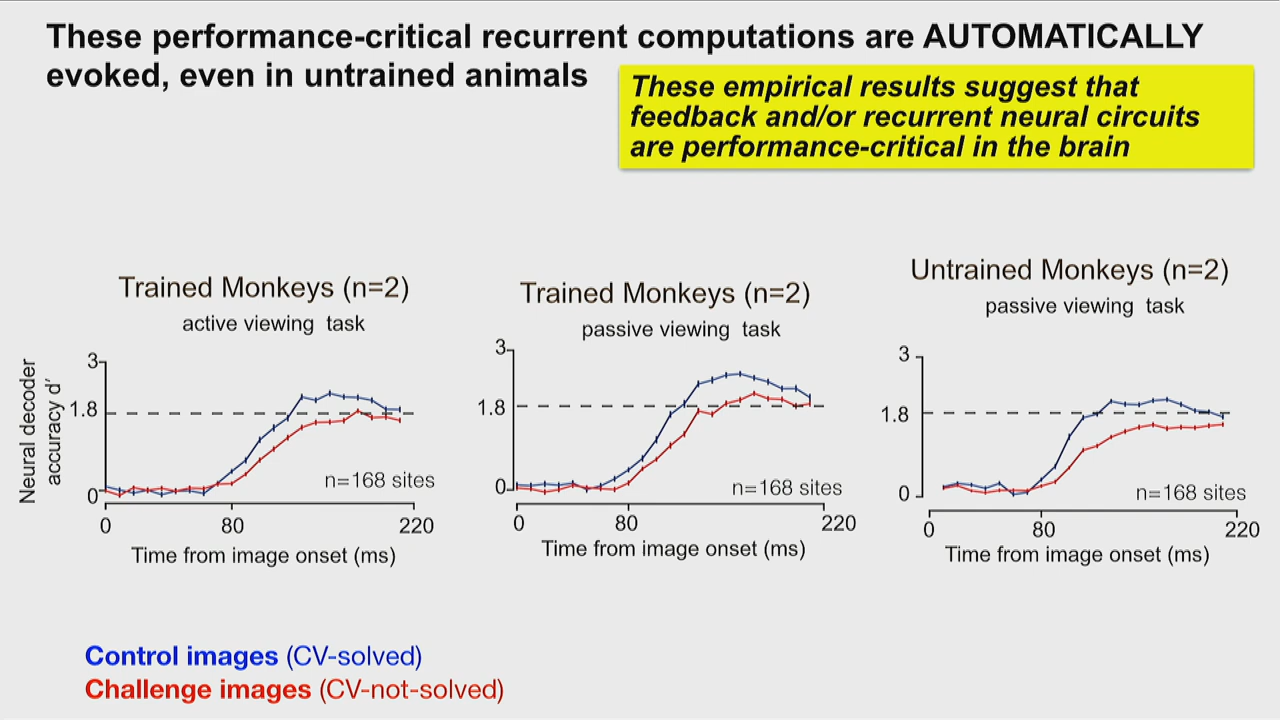 These performance-critical recurrent computations are AUTOMATICALLY
evoked, even in untrained animals
These empirical results suggest that
feedback and/or recurrent neural circuits
are performance-critical in the brain
Trained Monkeys (n=2)
active viewing task
Neural decoder
accuracy d′
3
1.8
0
n=168 sites
0 80 220
Time from image onset (ms)
Trained Monkeys (n=2)
passive viewing task
3
1.8
0
n=168 sites
0 80 220
Time from image onset (ms)
Untrained Monkeys (n=2)
passive viewing task
3
1.8
0
n=168 sites
0 80 220
Time from image onset (ms)
Control images (CV-solved)
Challenge images (CV-not-solved)